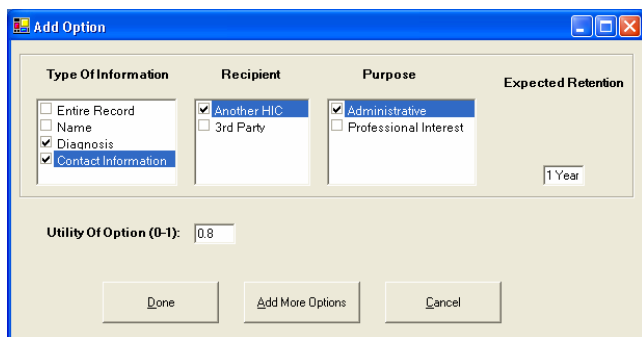 Add Option
Type Of Information
Recipient
Purpose
Expected Retention
Entire Record
Name
Diagnosis
Contact Information
Another HIC
3rd Party
Administrative
Professional Interest
1 Year
Utility Of Option (0-1):
0.8
Done
Add More Options
Cancel